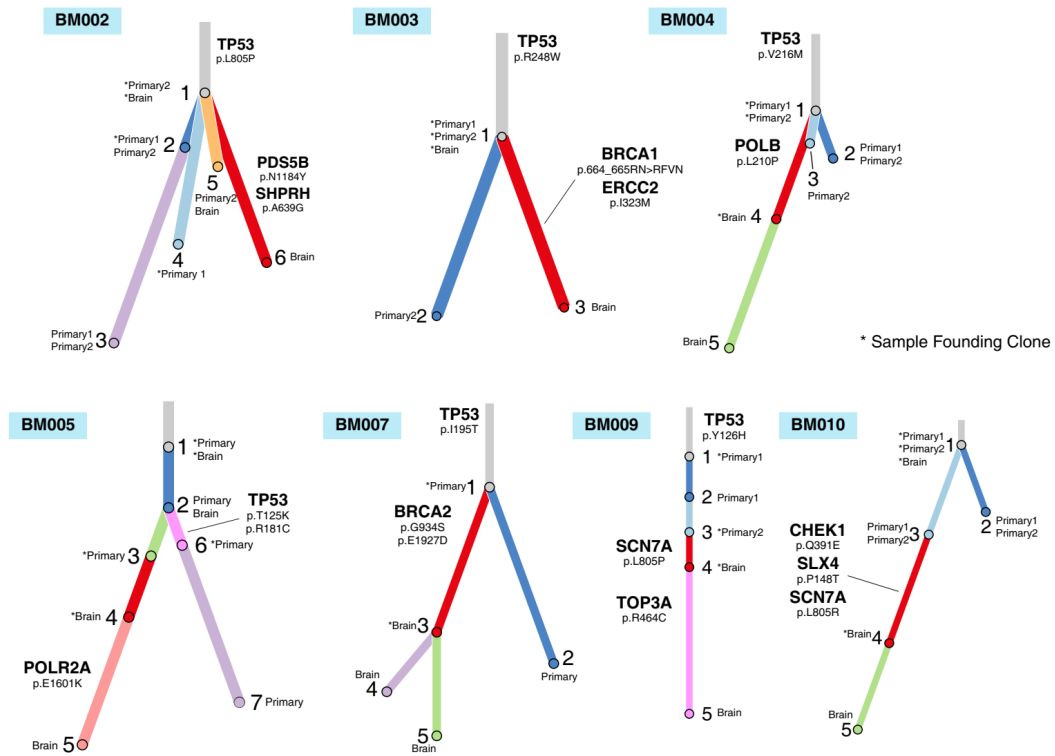 BM002
TP53
p.L805P
*Primary2
*Brain
1
*Primary1
Primary2
2
PDS5B
p.N1184Y
SHPRH
p.A639G
5
Primary2
Brain
4
*Primary 1
6 Brain
Primary1
Primary2
3
BM003
TP53
p.R248W
*Primary1
*Primary2
*Brain
1
BRCA1
p.664_665RN>RFVN
ERCC2
p.I323M
Primary2 2
3 Brain
BM004
TP53
p.V216M
*Primary1
*Primary2
1
POLB
p.L210P
2
Primary1
Primary2
3
Primary2
*Brain 4
Brain 5
* Sample Founding Clone
BM005
1
*Primary
*Brain
2
Primary
Brain
TP53
p.T125K
p.R181C
*Primary 3
6 *Primary
*Brain 4
POLR2A
p.E1601K
7 Primary
Brain 5
BM007
TP53
p.I195T
*Primary 1
BRCA2
p.G934S
p.E1927D
*Brain 3
2
Primary
Brain
4
5
Brain
BM009
TP53
p.Y126H
1 *Primary1
2 Primary1
3 *Primary2
SCN7A
p.L805P
4 *Brain
TOP3A
p.R464C
5 Brain
BM010
*Primary1
*Primary2
*Brain
1
2
Primary1
Primary2
Primary1
Primary2
3
CHEK1
p.Q391E
SLX4
p.P148T
SCN7A
p.L805R
*Brain 4
Brain
5